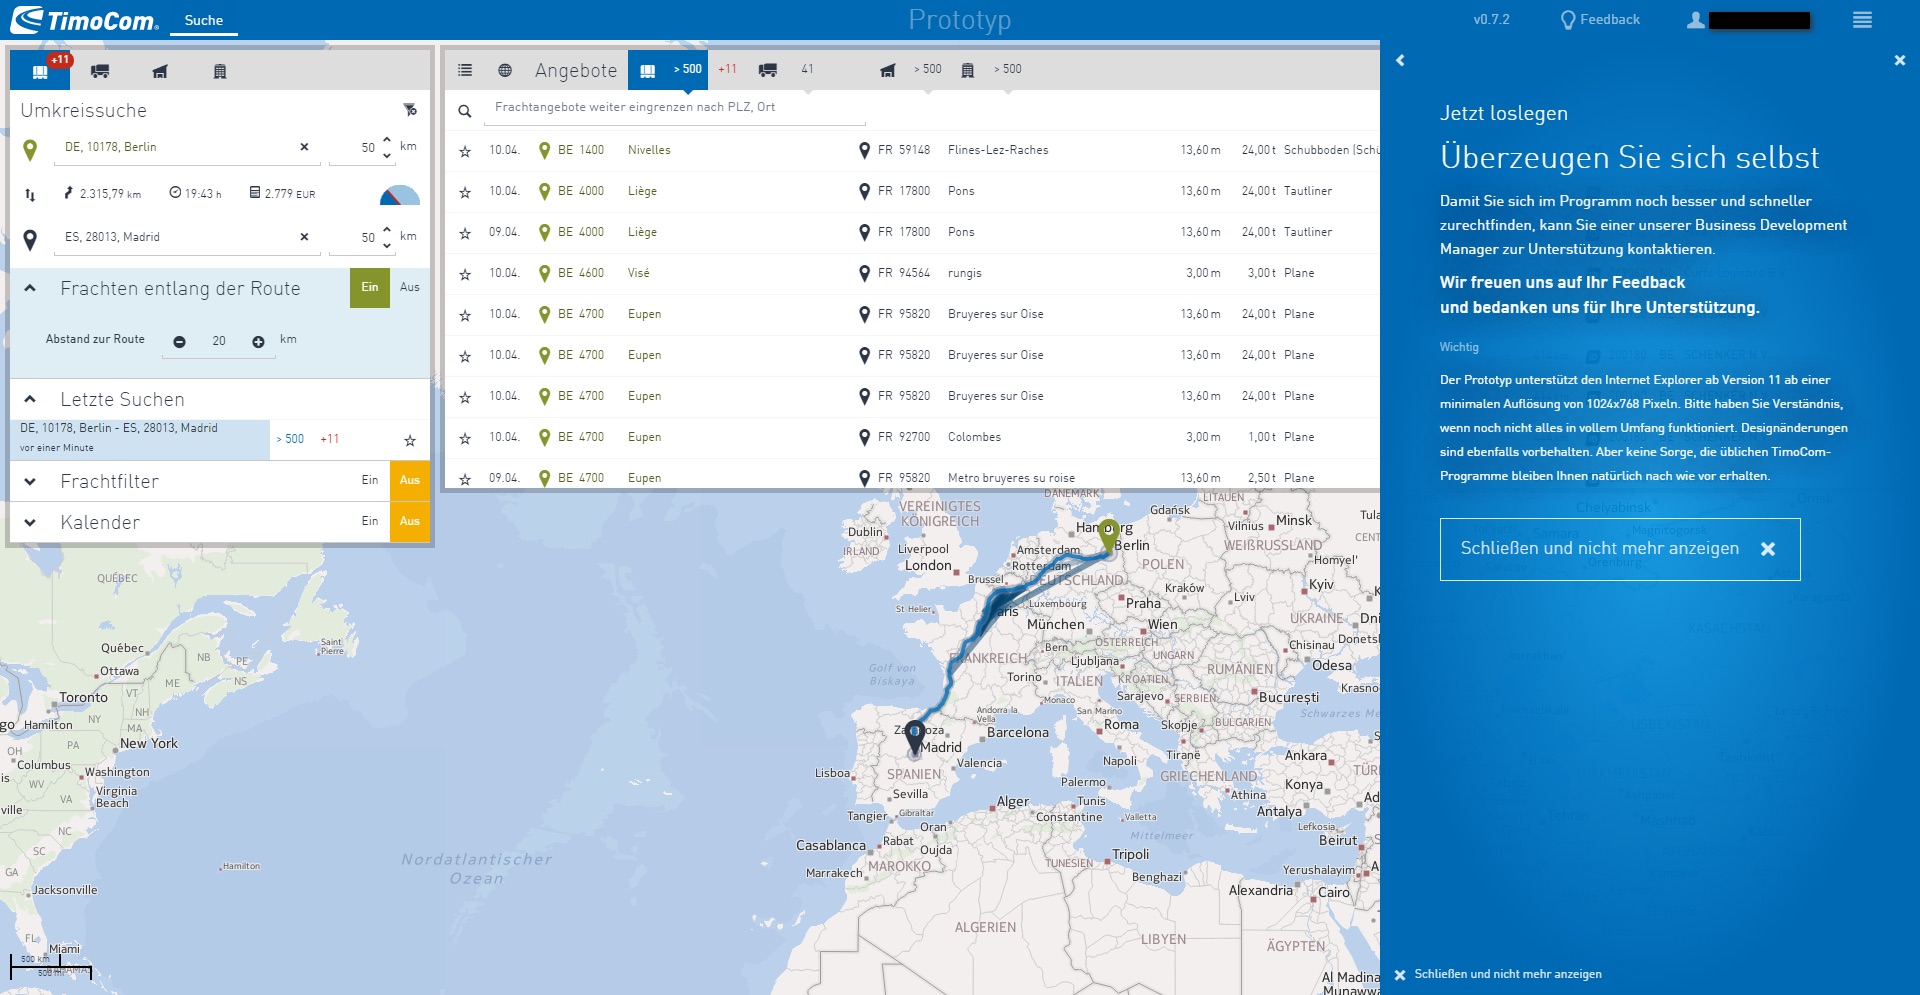 TimoCom.
Suche
Prototyp
v0.7.2
Feedback
+11
Umkreissuche
DE, 10178, Berlin
50
km
2.315,79 km
19:43 h
2.779 EUR
ES, 28013, Madrid
50
km
Frachten entlang der Route
Ein
Aus
Abstand zur Route
20
km
Letzte Suchen
DE, 10178, Berlin - ES, 28013, Madrid
vor einer Minute
> 500
+11
Frachtfilter
Ein
Aus
Kalender
Ein
Aus
Angebote
> 500
+11
41
> 500
> 500
Frachtangebote weiter eingrenzen nach PLZ, Ort
10.04. BE 1400 Nivelles FR 59148 Flines-Lez-Raches 13,60 m 24,00 t Schubboden (Schu
10.04. BE 4000 Liège FR 17800 Pons 13,60 m 24,00 t Tautliner
09.04. BE 4000 Liège FR 17800 Pons 13,60 m 24,00 t Tautliner
10.04. BE 4600 Visé FR 94564 rungis 3,00 m 3,00 t Plane
10.04. BE 4700 Eupen FR 95820 Bruyeres sur Oise 13,60 m 24,00 t Plane
10.04. BE 4700 Eupen FR 95820 Bruyeres sur Oise 13,60 m 24,00 t Plane
10.04. BE 4700 Eupen FR 95820 Bruyeres sur Oise 13,60 m 24,00 t Plane
10.04. BE 4700 Eupen FR 92700 Colombes 3,00 m 1,00 t Plane
09.04. BE 4700 Eupen FR 95820 Metro bruyeres su roise 13,60 m 2,50 t Plane
Jetzt loslegen
Überzeugen Sie sich selbst
Damit Sie sich im Programm noch besser und schneller
zurechtfinden, kann Sie einer unserer Business Development
Manager zur Unterstützung kontaktieren.
Wir freuen uns auf Ihr Feedback
und bedanken uns für Ihre Unterstützung.
Wichtig
Der Prototyp unterstützt den Internet Explorer ab Version 11 ab einer
minimalen Auflösung von 1024x768 Pixeln. Bitte haben Sie Verständnis,
wenn noch nicht alles in vollem Umfang funktioniert. Designänderungen
sind ebenfalls vorbehalten. Aber keine Sorge, die üblichen TimoCom-
Programme bleiben Ihnen natürlich nach wie vor erhalten.
Schließen und nicht mehr anzeigen
Schließen und nicht mehr anzeigen
QUÉBEC
Québec
Ottawa
Saint
Pierre
NB
PE
NS
ME
VT
NH
MA
NY
Toronto
Hamilton
PA
New York
OH
Columbus
WV
VA
Washington
Virginia
Beach
ville
NC
SC
GA
Jacksonville
FL
Miami
BAHAMAS
500 km
500 mi
Hamilton
Nordatlantischer
Ozean
VEREINIGTES
KÖNIGREICH
DÄNEMARK
Dublin
IRLAND
Liverpool
London
St Helier
Amsterdam
Rotterdam
Brussel
Hamburg
Berlin
DEUTSCHLAND
Gdańsk
LITAUEN
Vilnius
Minsk
WEIßRUSSLAND
Homyel'
POLEN
Kraków
Kyiv
Lviv
UKRAINE
Luxembourg
Paris
Praha
München
Wien
ÖSTERREICH
Bern
UNGARN
Chisinau
Odesa
Ljubljana
FRANKREICH
Golf von
Biskaya
Torino
ITALIEN
KROATIEN
RUMÄNIEN
Sarajevo
SERBIEN
București
Monaco
San Marino
Andorra la
Vella
Zaragoza
Barcelona
Roma
Skopje
BULGARIEN
Schwarzes Me
Madrid
Valencia
Napoli
Tiranë
Ankara
Lisboa
SPANIEN
GRIECHENLAND
Konya
Palermo
Sevilla
Athina
Antalya
Tangier
Gibraltar
Alger
Tunis
Constantine
Valletta
Oran
Lefkosia
Casablanca
Rabat
Oujda
Mittelmeer
Beirut
MAROKKO
Marrakech
TUNESIEN
Tripoli
Benghazi
Yerushalayim
Alexandria
Cairo
ALGERIEN
LIBYEN
ÄGYPTEN
Al Madina
Munaww